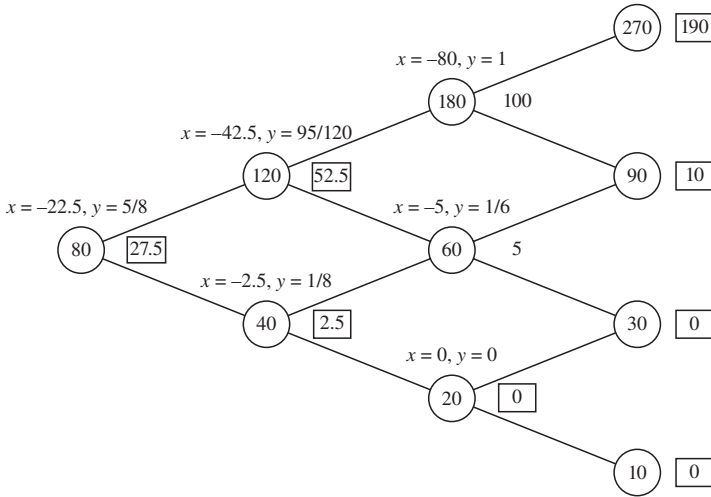 270 190
x = –80, y = 1
180 100
x = –42.5, y = 95/120
120 52.5 90 10
x = –22.5, y = 5/8 x = –5, y = 1/6
80 27.5 60 5
x = –2.5, y = 1/8
40 2.5 30 0
x = 0, y = 0
20 0
10 0